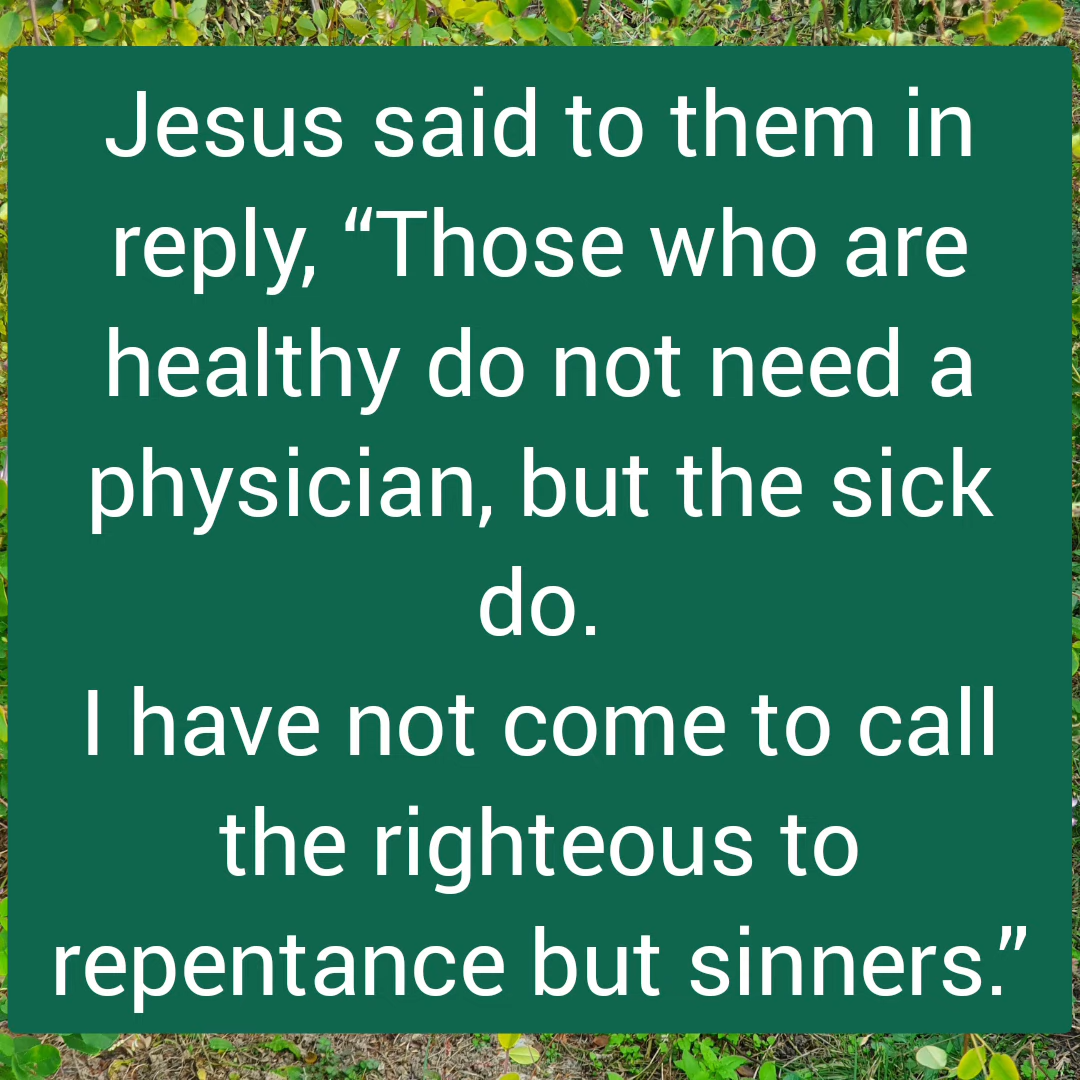 Jesus said to them in
reply, “Those who are
healthy do not need a
physician, but the sick
do.
I have not come to call
the righteous to
repentance but sinners.”